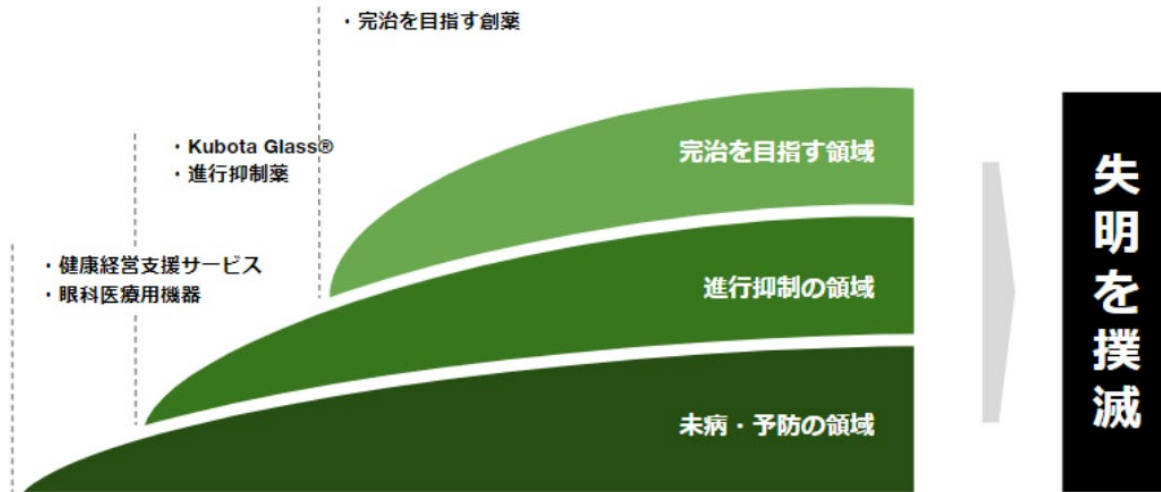 ・完治を目指す創薬
・Kubota Glass®
・進行抑制薬
・健康経営支援サービス
・眼科医療用機器
完治を目指す領域
進行抑制の領域
未病・予防の領域
失明を撲滅